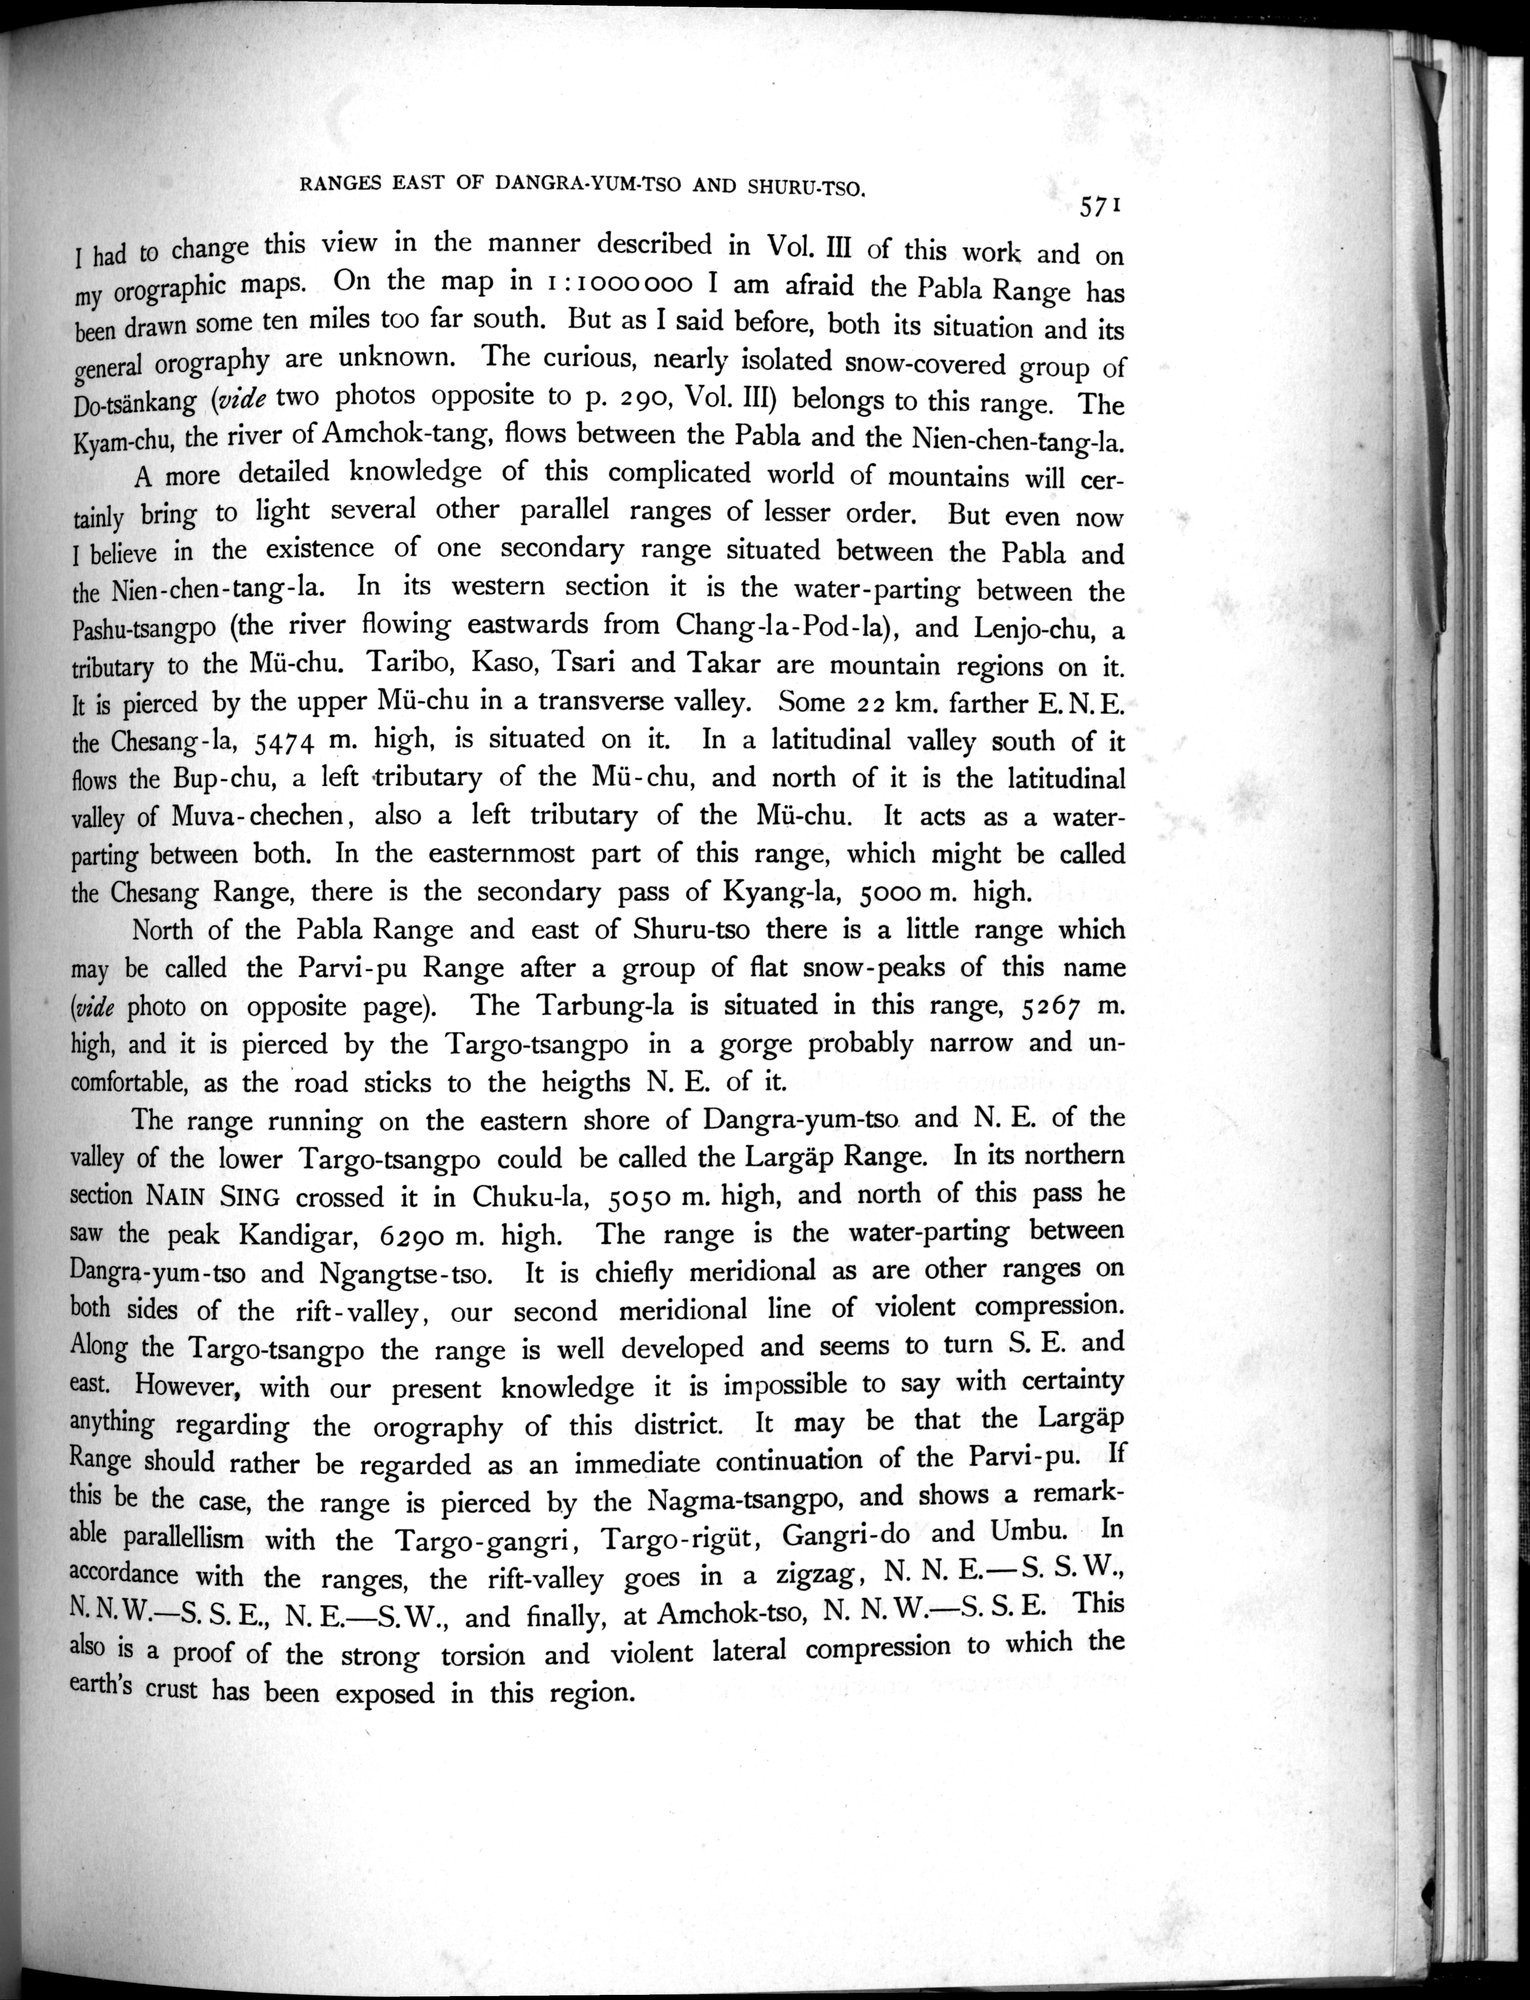 RANGES EAST OF DANGRA-YUM-TSO AND SHURU-TSO.
571
I had to change this view in the manner described in Vol. III of this work and on
my orographic maps. On the map in 1:1000000 I am afraid the Pabla Range has
been drawn some ten miles too far south. But as I said before, both its situation and its
general orography are unknown. The curious, nearly isolated snow-covered group of
Do-tsänkang (vide two photos opposite to p. 290, Vol. III) belongs to this range. The
Kyam-chu, the river of Amchok-tang, flows between the Pabla and the Nien-chen-tang-la.
A more detailed knowledge of this complicated world of mountains will cer-
tainly bring to light several other parallel ranges of lesser order. But even now
I believe in the existence of one secondary range situated between the Pabla and
the Nien-chen-tang-la. In its western section it is the water-parting between the
Pashu-tsangpo (the river flowing eastwards from Chang-la-Pod-la), and Lenjo-chu, a
tributary to the Mü-chu. Taribo, Kaso, Tsari and Takar are mountain regions on it.
It is pierced by the upper Mü-chu in a transverse valley. Some 22 km. farther E. N. E.
the Chesang-la, 5474 m. high, is situated on it. In a latitudinal valley south of it
flows the Bup-chu, a left tributary of the Mü-chu, and north of it is the latitudinal
valley of Muva-chechen, also a left tributary of the Mü-chu. It acts as a water-
parting between both. In the easternmost part of this range, which might be called
the Chesang Range, there is the secondary pass of Kyang-la, 5000 m. high.
North of the Pabla Range and east of Shuru-tso there is a little range which
may be called the Parvi-pu Range after a group of flat snow-peaks of this name
(vide photo on opposite page). The Tarbung-la is situated in this range, 5267 m.
high, and it is pierced by the Targo-tsangpo in a gorge probably narrow and un-
comfortable, as the road sticks to the heigths N. E. of it.
The range running on the eastern shore of Dangra-yum-tso and N. E. of the
valley of the lower Targo-tsangpo could be called the Largäp Range. In its northern
section NAIN SING crossed it in Chuku-la, 5050 m. high, and north of this pass he
saw the peak Kandigar, 6290 m. high. The range is the water-parting between
Dangra-yum-tso and Ngangtse-tso. It is chiefly meridional as are other ranges on
both sides of the rift-valley, our second meridional line of violent compression.
Along the Targo-tsangpo the range is well developed and seems to turn S. E. and
east. However, with our present knowledge it is impossible to say with certainty
anything regarding the orography of this district. It may be that the Largäp
Range should rather be regarded as an immediate continuation of the Parvi-pu. If
this be the case, the range is pierced by the Nagma-tsangpo, and shows a remark-
able parallellism with the Targo-gangri, Targo-rigüt, Gangri-do and Umbu. In
accordance with the ranges, the rift-valley goes in a zigzag, N. N. E.—S. S. W.,
N. N. W.—S. S. E., N. E.—S. W., and finally, at Amchok-tso, N. N. W.—S. S. E. This
also is a proof of the strong torsion and violent lateral compression to which the
earth's crust has been exposed in this region.